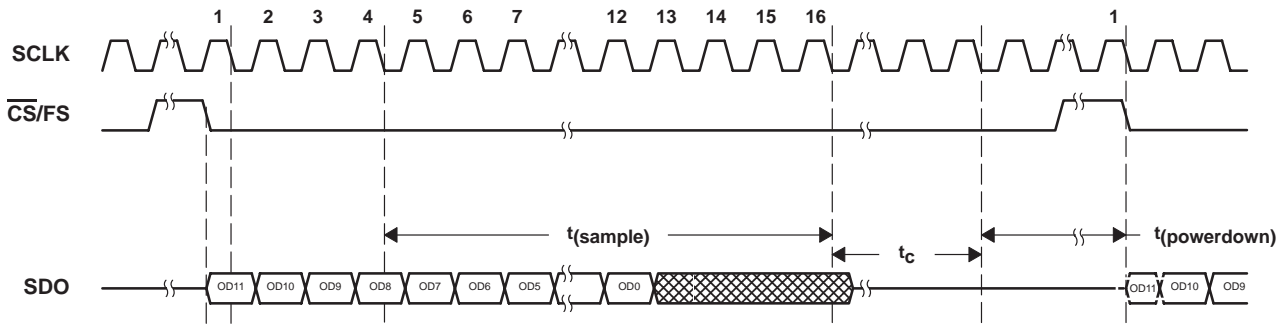 1 2 3 4 5 6 7 12 13 14 15 16 1
SCLK
CS/FS
t(sample) t(powerdown)
tc
SDO OD11 OD10 OD9 OD8 OD7 OD6 OD5 OD0 OD11 OD10 OD9